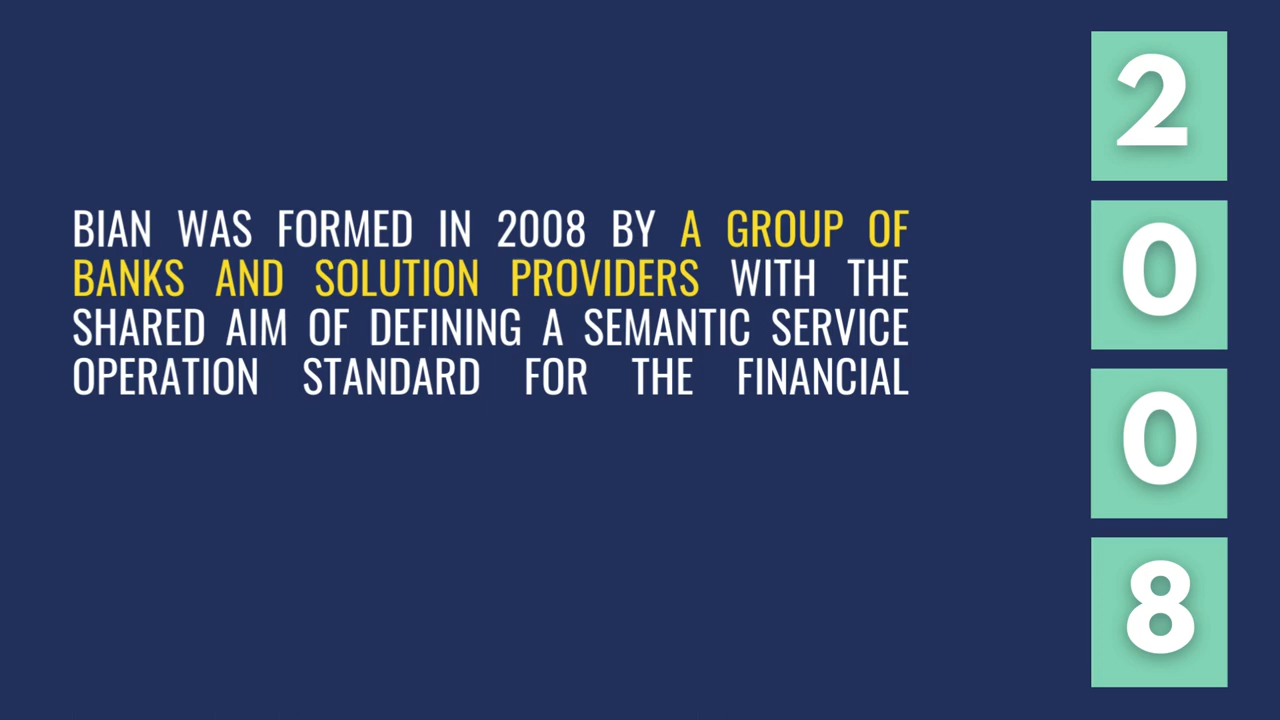 BIAN WAS FORMED IN 2008 BY A GROUP OF
BANKS AND SOLUTION PROVIDERS WITH THE
SHARED AIM OF DEFINING A SEMANTIC SERVICE
OPERATION STANDARD FOR THE FINANCIAL
2
0
0
8